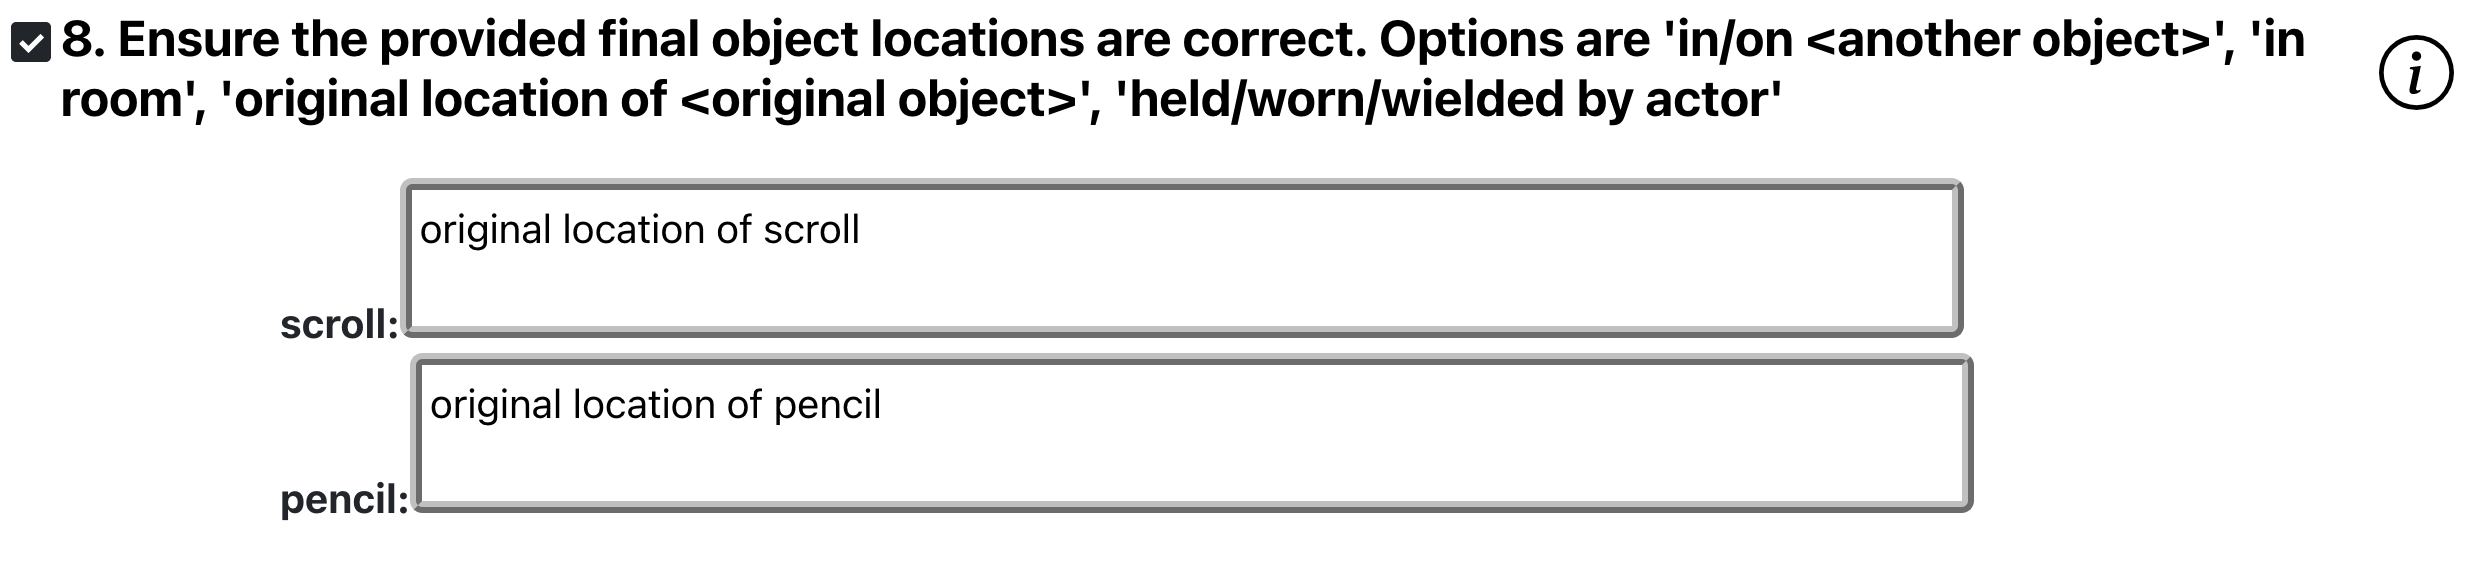 8. Ensure the provided final object locations are correct. Options are 'in/on <another object>', 'in
room', 'original location of <original object>', 'held/worn/wielded by actor'
i
original location of scroll
scroll:
original location of pencil
pencil: